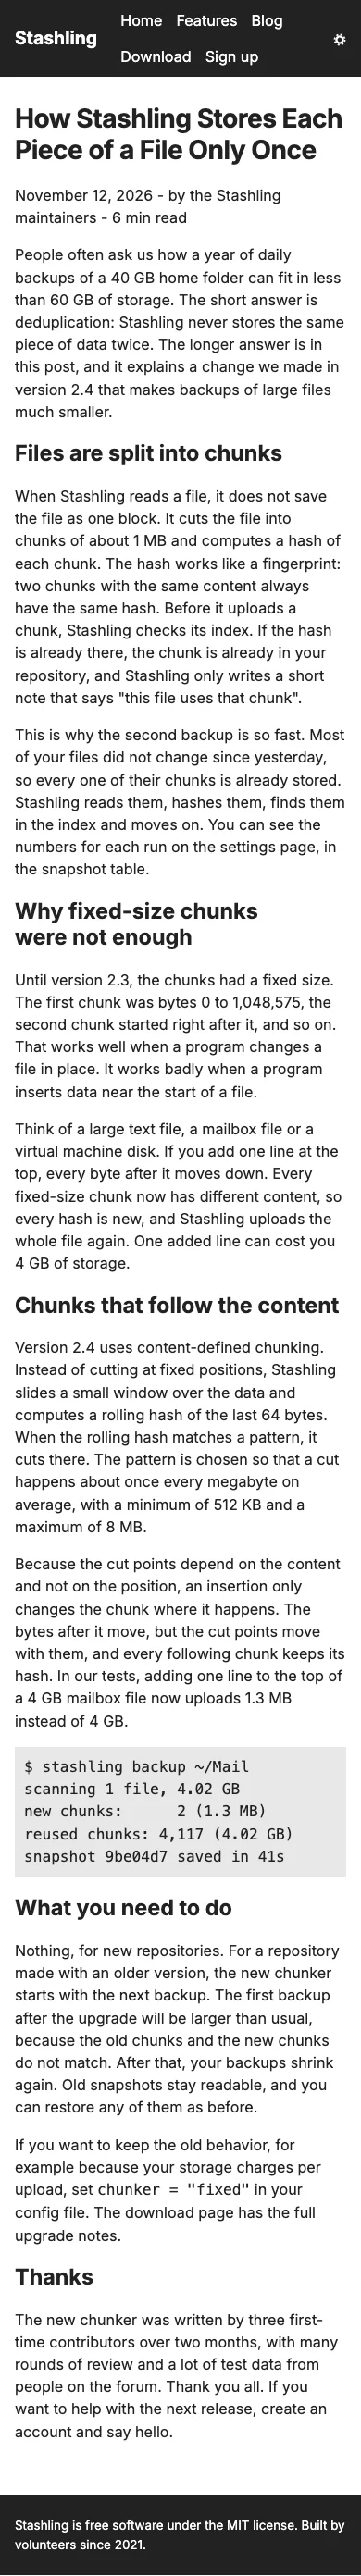 Stashling
Home Features Blog
Download Sign up
How Stashling Stores Each
Piece of a File Only Once
November 12, 2026 - by the Stashling
maintainers - 6 min read
People often ask us how a year of daily
backups of a 40 GB home folder can fit in less
than 60 GB of storage. The short answer is
deduplication: Stashling never stores the same
piece of data twice. The longer answer is in
this post, and it explains a change we made in
version 2.4 that makes backups of large files
much smaller.
Files are split into chunks
When Stashling reads a file, it does not save
the file as one block. It cuts the file into
chunks of about 1 MB and computes a hash of
each chunk. The hash works like a fingerprint:
two chunks with the same content always
have the same hash. Before it uploads a
chunk, Stashling checks its index. If the hash
is already there, the chunk is already in your
repository, and Stashling only writes a short
note that says "this file uses that chunk".
This is why the second backup is so fast. Most
of your files did not change since yesterday,
so every one of their chunks is already stored.
Stashling reads them, hashes them, finds them
in the index and moves on. You can see the
numbers for each run on the settings page, in
the snapshot table.
Why fixed-size chunks
were not enough
Until version 2.3, the chunks had a fixed size.
The first chunk was bytes 0 to 1,048,575, the
second chunk started right after it, and so on.
That works well when a program changes a
file in place. It works badly when a program
inserts data near the start of a file.
Think of a large text file, a mailbox file or a
virtual machine disk. If you add one line at the
top, every byte after it moves down. Every
fixed-size chunk now has different content, so
every hash is new, and Stashling uploads the
whole file again. One added line can cost you
4 GB of storage.
Chunks that follow the content
Version 2.4 uses content-defined chunking.
Instead of cutting at fixed positions, Stashling
slides a small window over the data and
computes a rolling hash of the last 64 bytes.
When the rolling hash matches a pattern, it
cuts there. The pattern is chosen so that a cut
happens about once every megabyte on
average, with a minimum of 512 KB and a
maximum of 8 MB.
Because the cut points depend on the content
and not on the position, an insertion only
changes the chunk where it happens. The
bytes after it move, but the cut points move
with them, and every following chunk keeps its
hash. In our tests, adding one line to the top of
a 4 GB mailbox file now uploads 1.3 MB
instead of 4 GB.
$ stashling backup ~/Mail
scanning 1 file, 4.02 GB
new chunks:      2 (1.3 MB)
reused chunks: 4,117 (4.02 GB)
snapshot 9be04d7 saved in 41s
What you need to do
Nothing, for new repositories. For a repository
made with an older version, the new chunker
starts with the next backup. The first backup
after the upgrade will be larger than usual,
because the old chunks and the new chunks
do not match. After that, your backups shrink
again. Old snapshots stay readable, and you
can restore any of them as before.
If you want to keep the old behavior, for
example because your storage charges per
upload, set chunker = "fixed" in your
config file. The download page has the full
upgrade notes.
Thanks
The new chunker was written by three first-
time contributors over two months, with many
rounds of review and a lot of test data from
people on the forum. Thank you all. If you
want to help with the next release, create an
account and say hello.
Stashling is free software under the MIT license. Built by
volunteers since 2021.